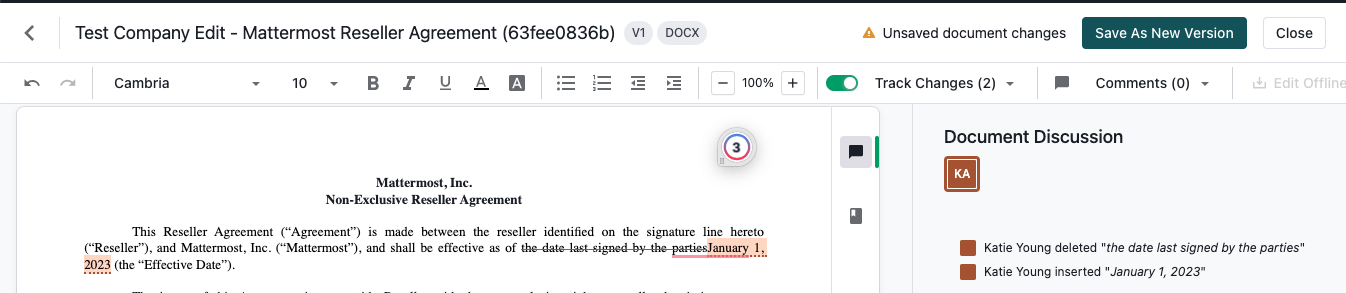 Test Company Edit - Mattermost Reseller Agreement (63fee0836b) V1 DOCX Unsaved document changes Save As New Version Close
Cambria 10 B I U A A 100% Track Changes (2) Comments (0) Edit Offline
3
Document Discussion
KA
Mattermost, Inc.
Non-Exclusive Reseller Agreement
This Reseller Agreement (“Agreement”) is made between the reseller identified on the signature line hereto
(“Reseller”), and Mattermost, Inc. (“Mattermost”), and shall be effective as of the date last signed by the partiesJanuary 1,
2023 (the “Effective Date”).
Katie Young deleted "the date last signed by the parties"
Katie Young inserted "January 1, 2023"